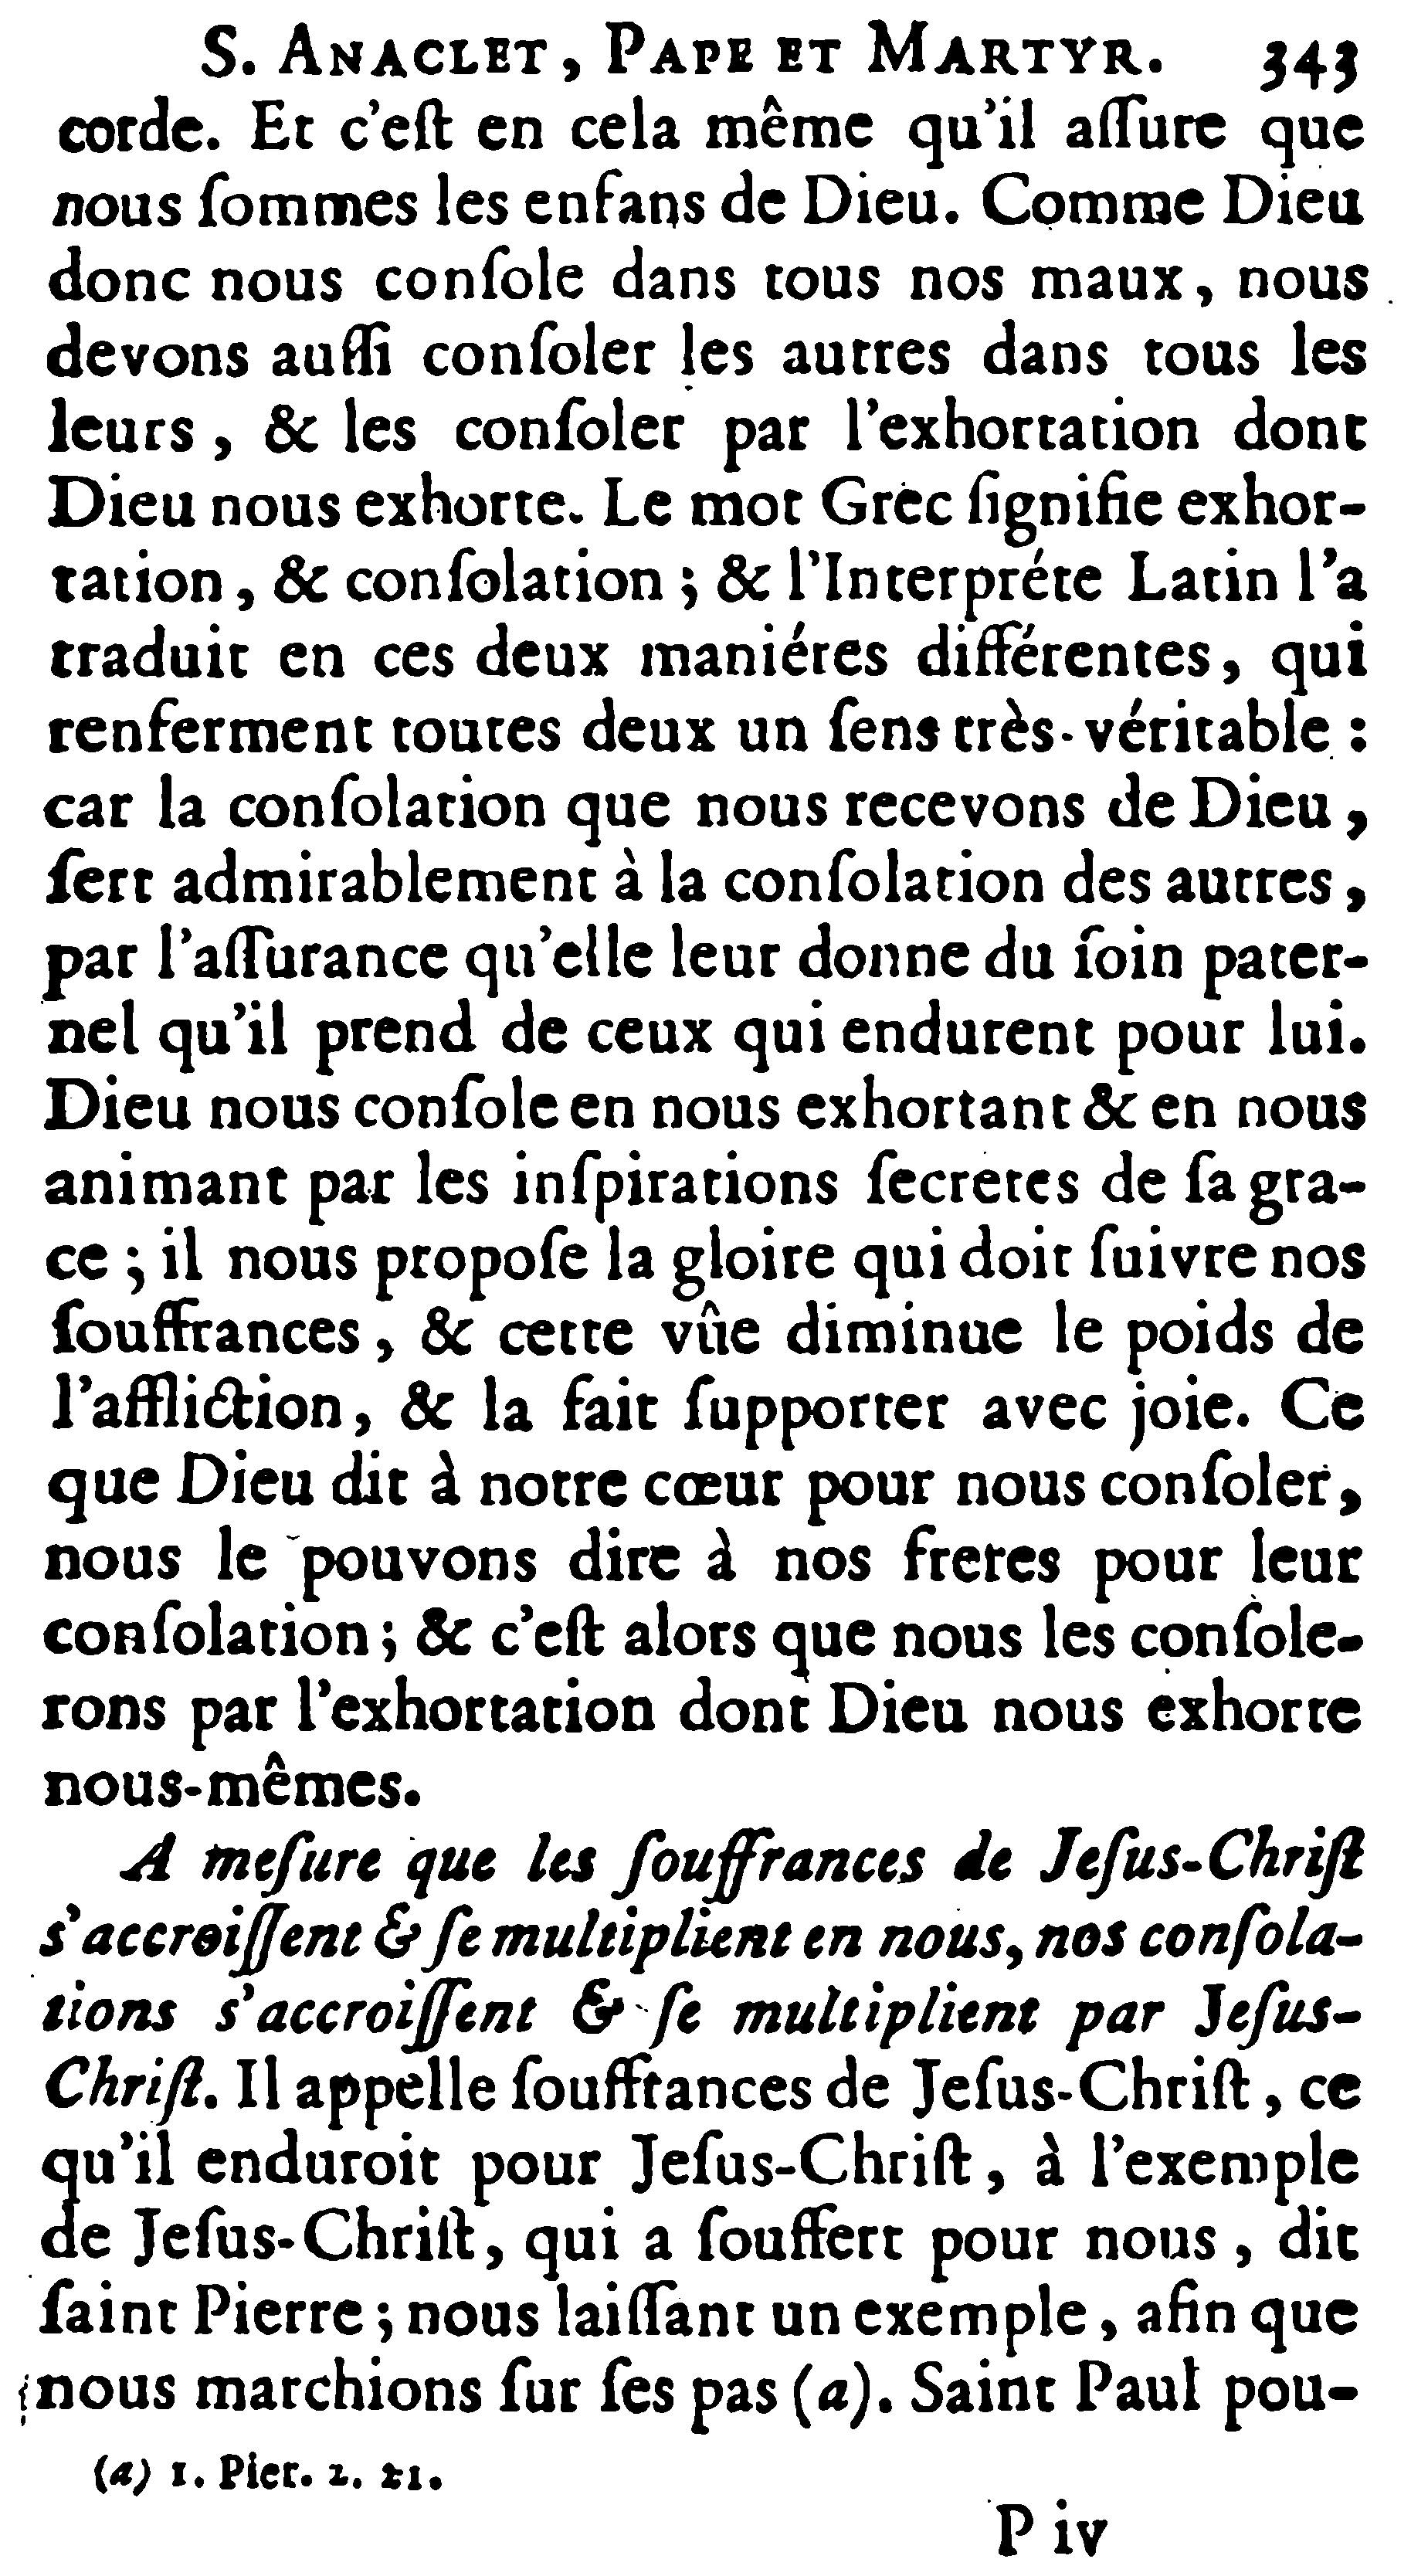 S. ANACLET, PAPE ET MARTYR. 343
corde. Et c'eſt en cela même qu'il aſſure que
nous ſommes les enfans de Dieu. Comme Dieu
donc nous conſole dans tous nos maux, nous
devons auſſi conſoler les autres dans tous les
leurs, & les conſoler par l'exhortation dont
Dieu nous exhorte. Le mot Grec ſignifie exhor-
tation, & conſolation ; & l'Interpréte Latin l'a
traduit en ces deux maniéres différentes, qui
renferment toutes deux un ſens très-véritable :
car la conſolation que nous recevons de Dieu,
ſert admirablement à la conſolation des autres,
par l'aſſurance qu'elle leur donne du ſoin pater-
nel qu'il prend de ceux qui endurent pour lui.
Dieu nous conſole en nous exhortant & en nous
animant par les inſpirations ſecretes de ſa gra-
ce ; il nous propoſe la gloire qui doit ſuivre nos
ſouffrances, & cette vûe diminue le poids de
l'affliction, & la fait ſupporter avec joie. Ce
que Dieu dit à notre cœur pour nous conſoler,
nous le pouvons dire à nos freres pour leur
conſolation ; & c'eſt alors que nous les conſole-
rons par l'exhortation dont Dieu nous exhorte
nous-mêmes.
A meſure que les ſouffrances de Jeſus-Chriſt
s'accroiſſent & ſe multiplient en nous, nos conſola-
tions s'accroiſſent & ſe multiplient par Jeſus-
Chriſt. Il appelle ſouffrances de Jeſus-Chriſt, ce
qu'il enduroit pour Jeſus-Chriſt, à l'exemple
de Jeſus-Chriſt, qui a ſouffert pour nous, dit
ſaint Pierre ; nous laiſſant un exemple, afin que
nous marchions ſur ſes pas (a). Saint Paul pou-
(a) 1. Pier. 2. 21.
P iv